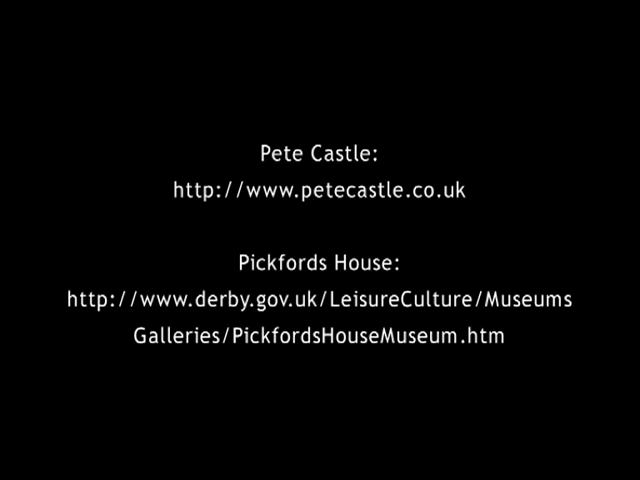 Pete Castle:
http://www.petecastle.co.uk
Pickfords House:
http://www.derby.gov.uk/LeisureCulture/Museums
Galleries/PickfordsHouseMuseum.htm